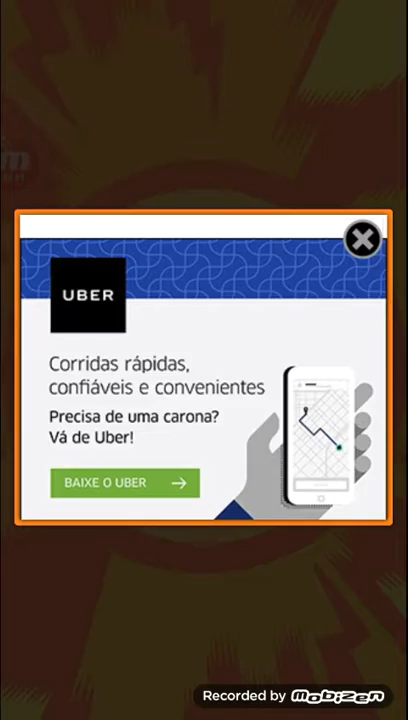 UBER
Corridas rápidas,
confiáveis e convenientes
Precisa de uma carona?
Vá de Uber!
BAIXE O UBER
Recorded by mobizen